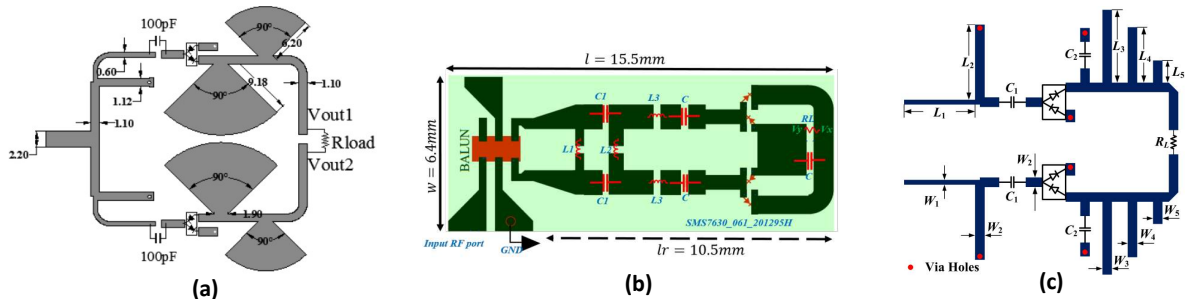 100pF
90°
6.20
0.60
9.18
1.10
90°
1.12
Vout1
1.10
Rload
2.20
Vout2
90°
1.90
90°
100pF
(a)
l = 15.5mm
w = 6.4mm
BALUN
C1
L3
C
RL
Vy
Vx
L1
L2
C
C1
L3
C
SMS7630_061_201295H
Input RF port
GND
lr = 10.5mm
(b)
L2
C2
L3
L4
L5
C1
L1
RL
W2
W1
C1
W2
C2
W5
W4
W3
Via Holes
(c)